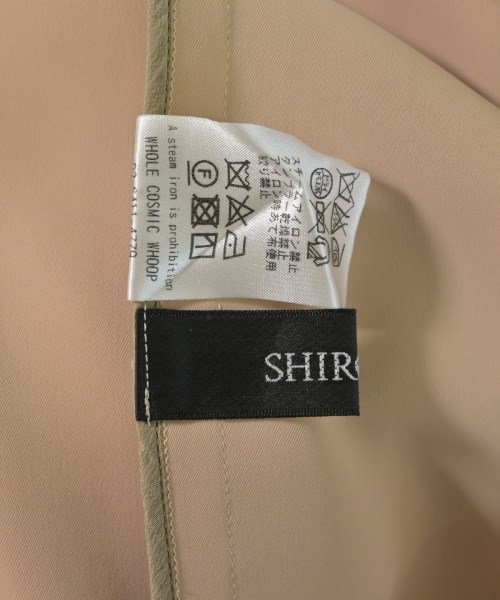 スチームアイロン禁止
タンブラー乾燥禁止
アイロン時あて布使用
絞り禁止
F
A steam iron is prohibition
WHOLE COSMIC WHOOP
SHIRO